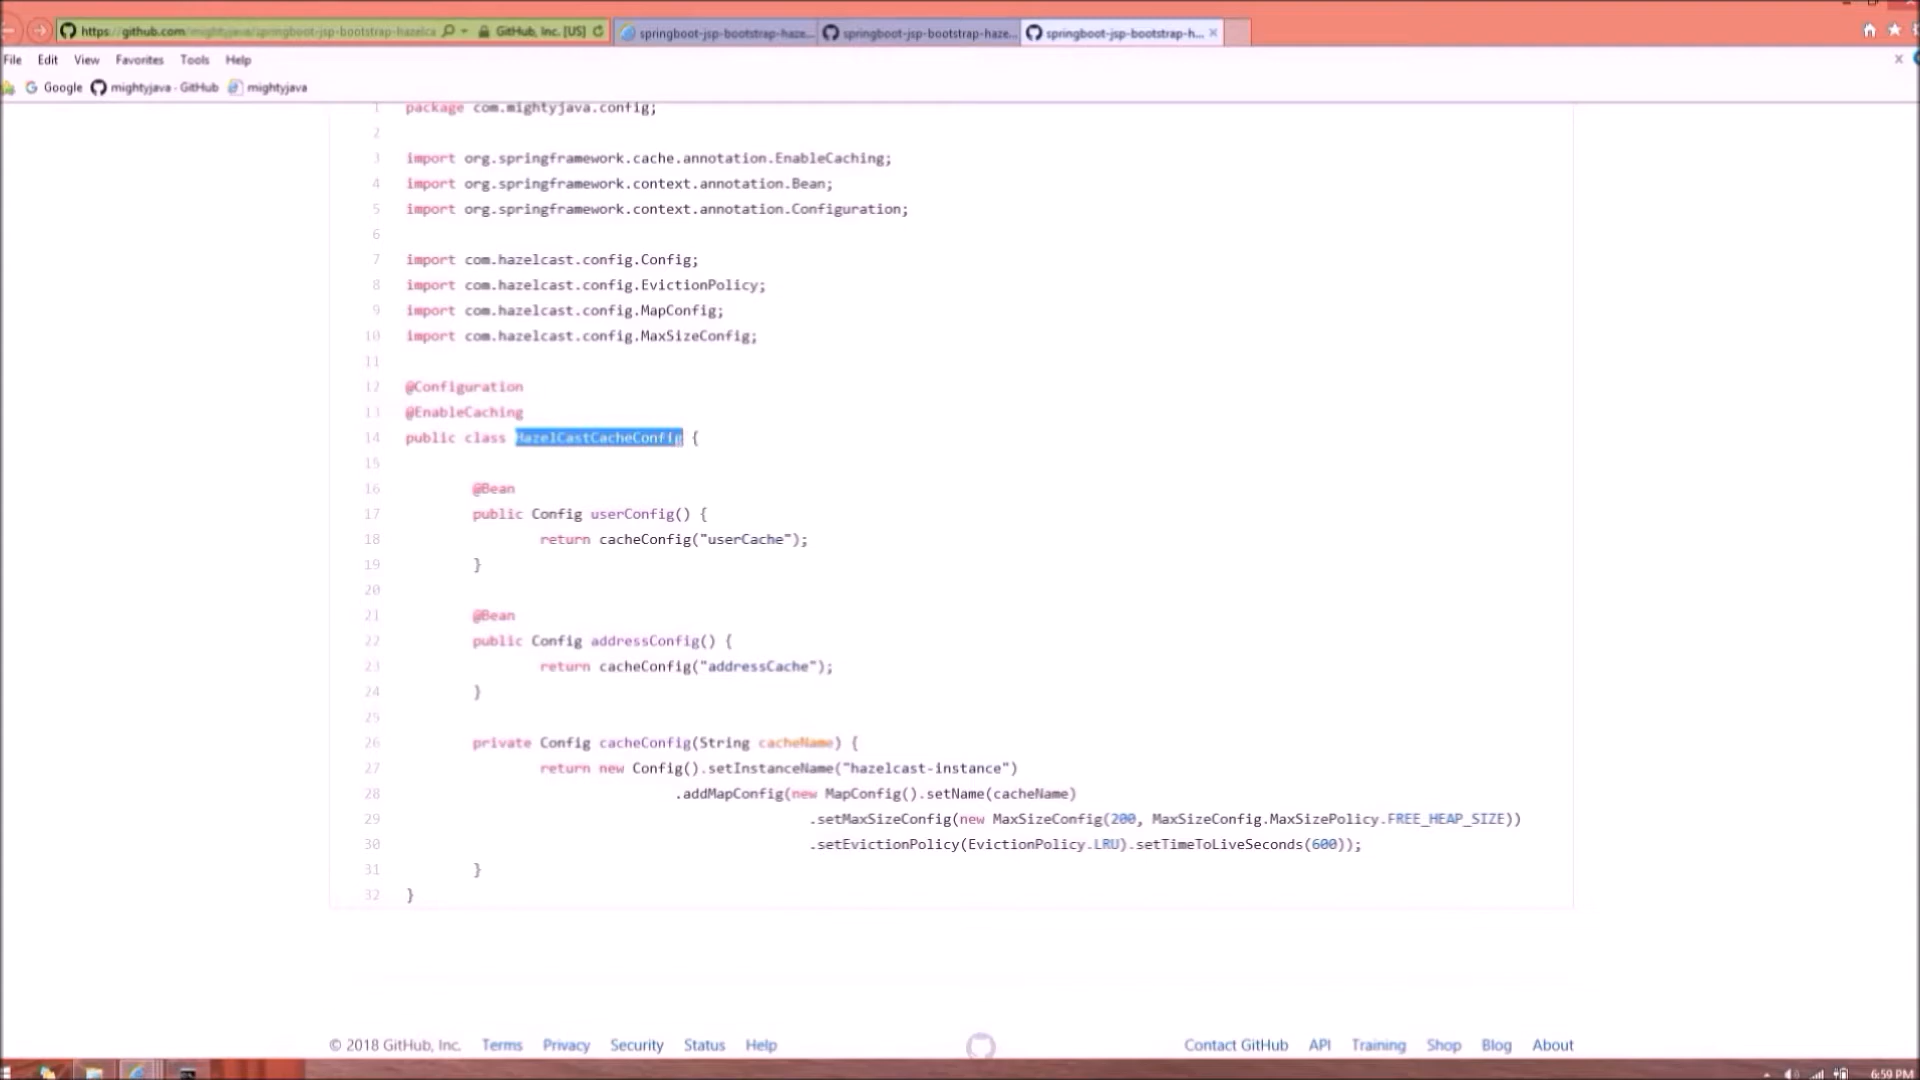 https://github.com/mightyjava/springboot-jsp-bootstrap-hazelca GitHub, Inc. [US] springboot-jsp-bootstrap-haze... springboot-jsp-bootstrap-haze... springboot-jsp-bootstrap-h...
File Edit View Favorites Tools Help
Google mightyjava - GitHub mightyjava
1 package com.mightyjava.config;
2
3 import org.springframework.cache.annotation.EnableCaching;
4 import org.springframework.context.annotation.Bean;
5 import org.springframework.context.annotation.Configuration;
6
7 import com.hazelcast.config.Config;
8 import com.hazelcast.config.EvictionPolicy;
9 import com.hazelcast.config.MapConfig;
10 import com.hazelcast.config.MaxSizeConfig;
11
12 @Configuration
13 @EnableCaching
14 public class HazelCastCacheConfig {
15
16 @Bean
17 public Config userConfig() {
18 return cacheConfig("userCache");
19 }
20
21 @Bean
22 public Config addressConfig() {
23 return cacheConfig("addressCache");
24 }
25
26 private Config cacheConfig(String cacheName) {
27 return new Config().setInstanceName("hazelcast-instance")
28 .addMapConfig(new MapConfig().setName(cacheName)
29 .setMaxSizeConfig(new MaxSizeConfig(200, MaxSizeConfig.MaxSizePolicy.FREE_HEAP_SIZE))
30 .setEvictionPolicy(EvictionPolicy.LRU).setTimeToLiveSeconds(600));
31 }
32 }
© 2018 GitHub, Inc. Terms Privacy Security Status Help Contact GitHub API Training Shop Blog About
6:59 PM